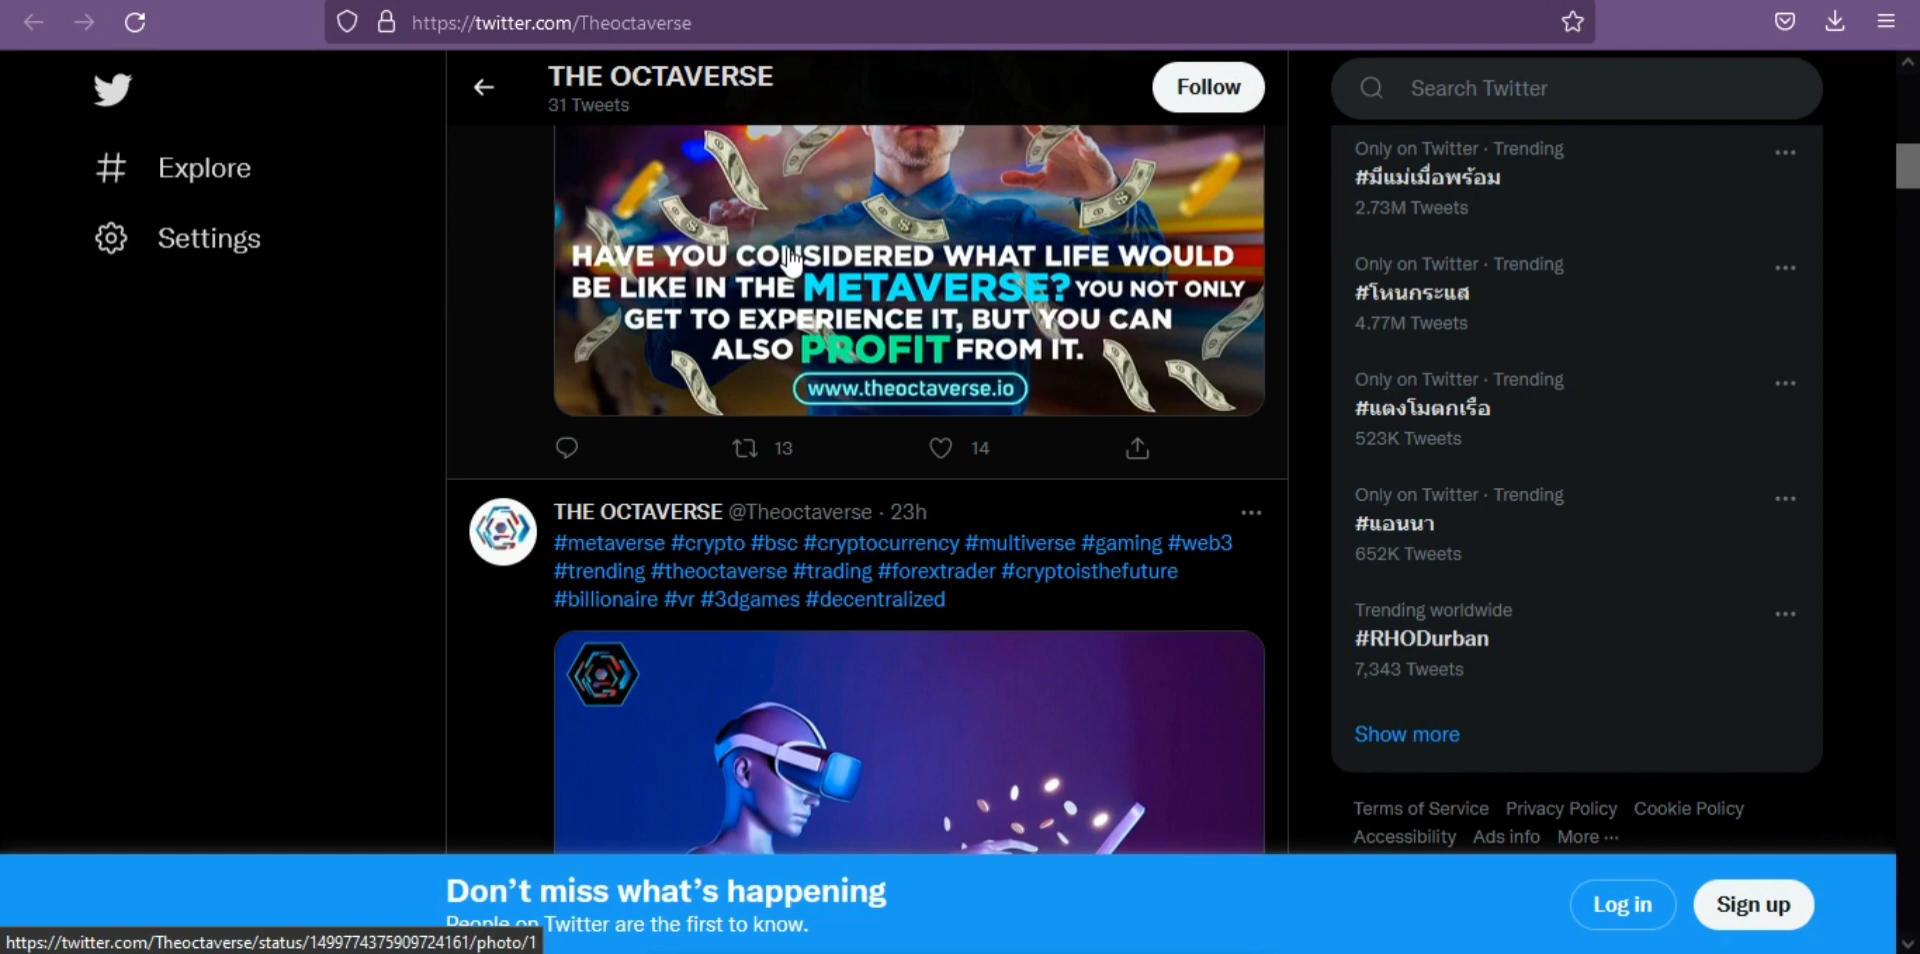 https://twitter.com/Theoctaverse
THE OCTAVERSE
31 Tweets
Follow
Search Twitter
Explore
Settings
HAVE YOU CONSIDERED WHAT LIFE WOULD
BE LIKE IN THE METAVERSE? YOU NOT ONLY
GET TO EXPERIENCE IT, BUT YOU CAN
ALSO PROFIT FROM IT.
www.theoctaverse.io
13
14
THE OCTAVERSE @Theoctaverse · 23h
#metaverse #crypto #bsc #cryptocurrency #multiverse #gaming #web3
#trending #theoctaverse #trading #forextrader #cryptoisthefuture
#billionaire #vr #3dgames #decentralized
Only on Twitter · Trending
#มีแม่เมื่อพร้อม
2.73M Tweets
Only on Twitter · Trending
#โหนกระแส
4.77M Tweets
Only on Twitter · Trending
#แตงโมตกเรือ
523K Tweets
Only on Twitter · Trending
#แอนนา
652K Tweets
Trending worldwide
#RHODurban
7,343 Tweets
Show more
Terms of Service Privacy Policy Cookie Policy
Accessibility Ads info More ···
Don't miss what's happening
People on Twitter are the first to know.
Log in
Sign up
https://twitter.com/Theoctaverse/status/1499774375909724161/photo/1